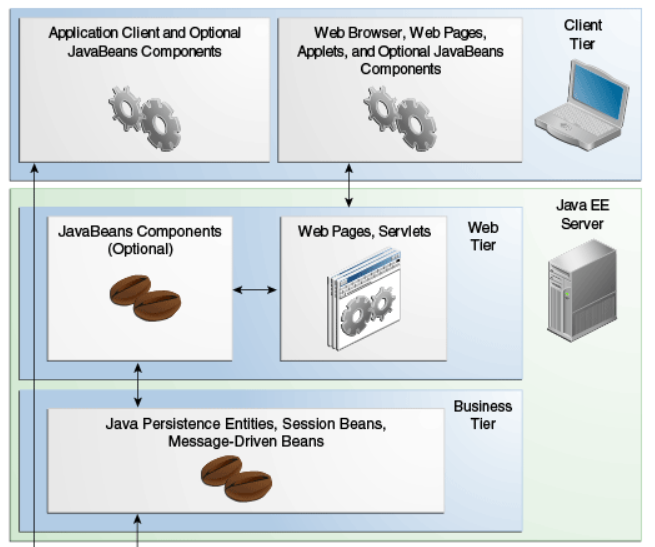 Application Client and Optional
JavaBeans Components
Web Browser, Web Pages,
Applets, and Optional JavaBeans
Components
Client
Tier
Java EE
Server
JavaBeans Components
(Optional)
Web Pages, Servlets
Web
Tier
Java Persistence Entities, Session Beans,
Message-Driven Beans
Business
Tier